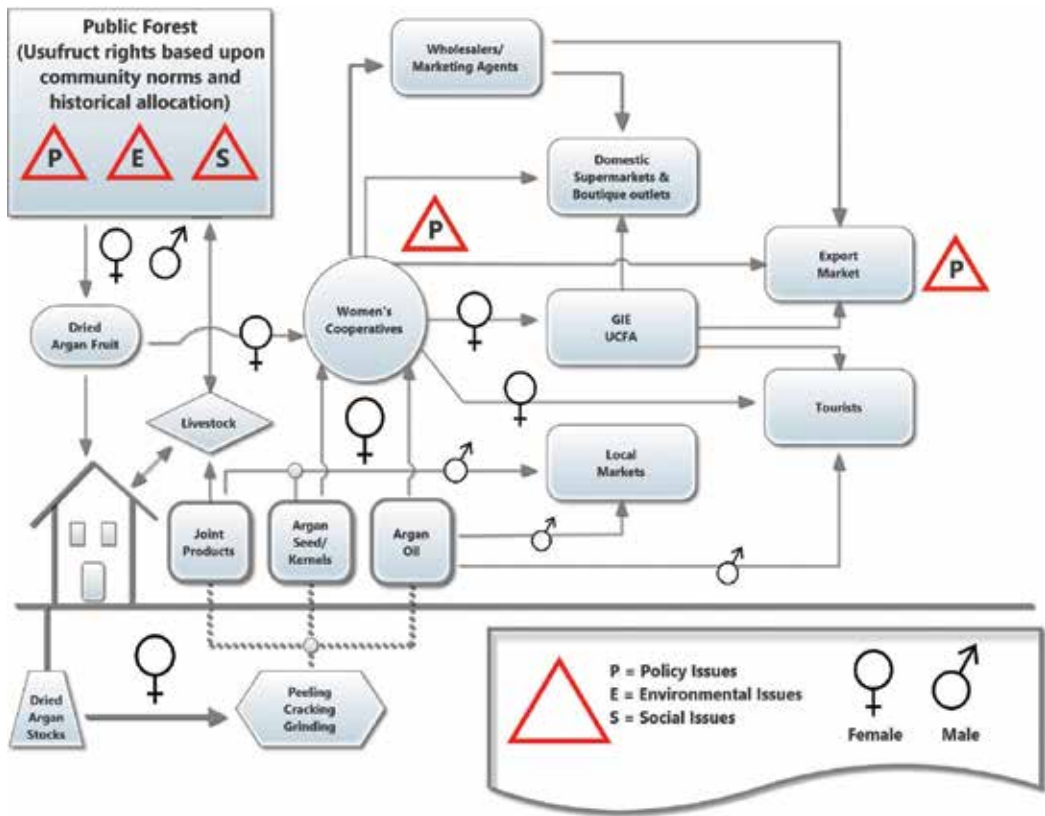 Public Forest
(Usufruct rights based upon
community norms and
historical allocation)
P
E
S
Wholesalers/
Marketing Agents
Domestic
Supermarkets &
Boutique outlets
P
Export
Market
P
Dried
Argan Fruit
Women's
Cooperatives
GIE
UCFA
Livestock
Tourists
Local
Markets
Joint
Products
Argan
Seed/
Kernels
Argan
Oil
Dried
Argan
Stocks
Peeling
Cracking
Grinding
P = Policy Issues
E = Environmental Issues
S = Social Issues
Female
Male